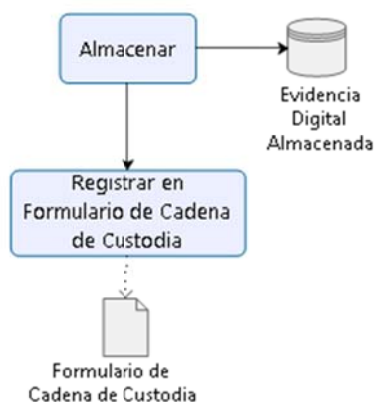 Almacenar
Evidencia
Digital
Almacenada
Registrar en
Formulario de Cadena
de Custodia
Formulario de
Cadena de Custodia